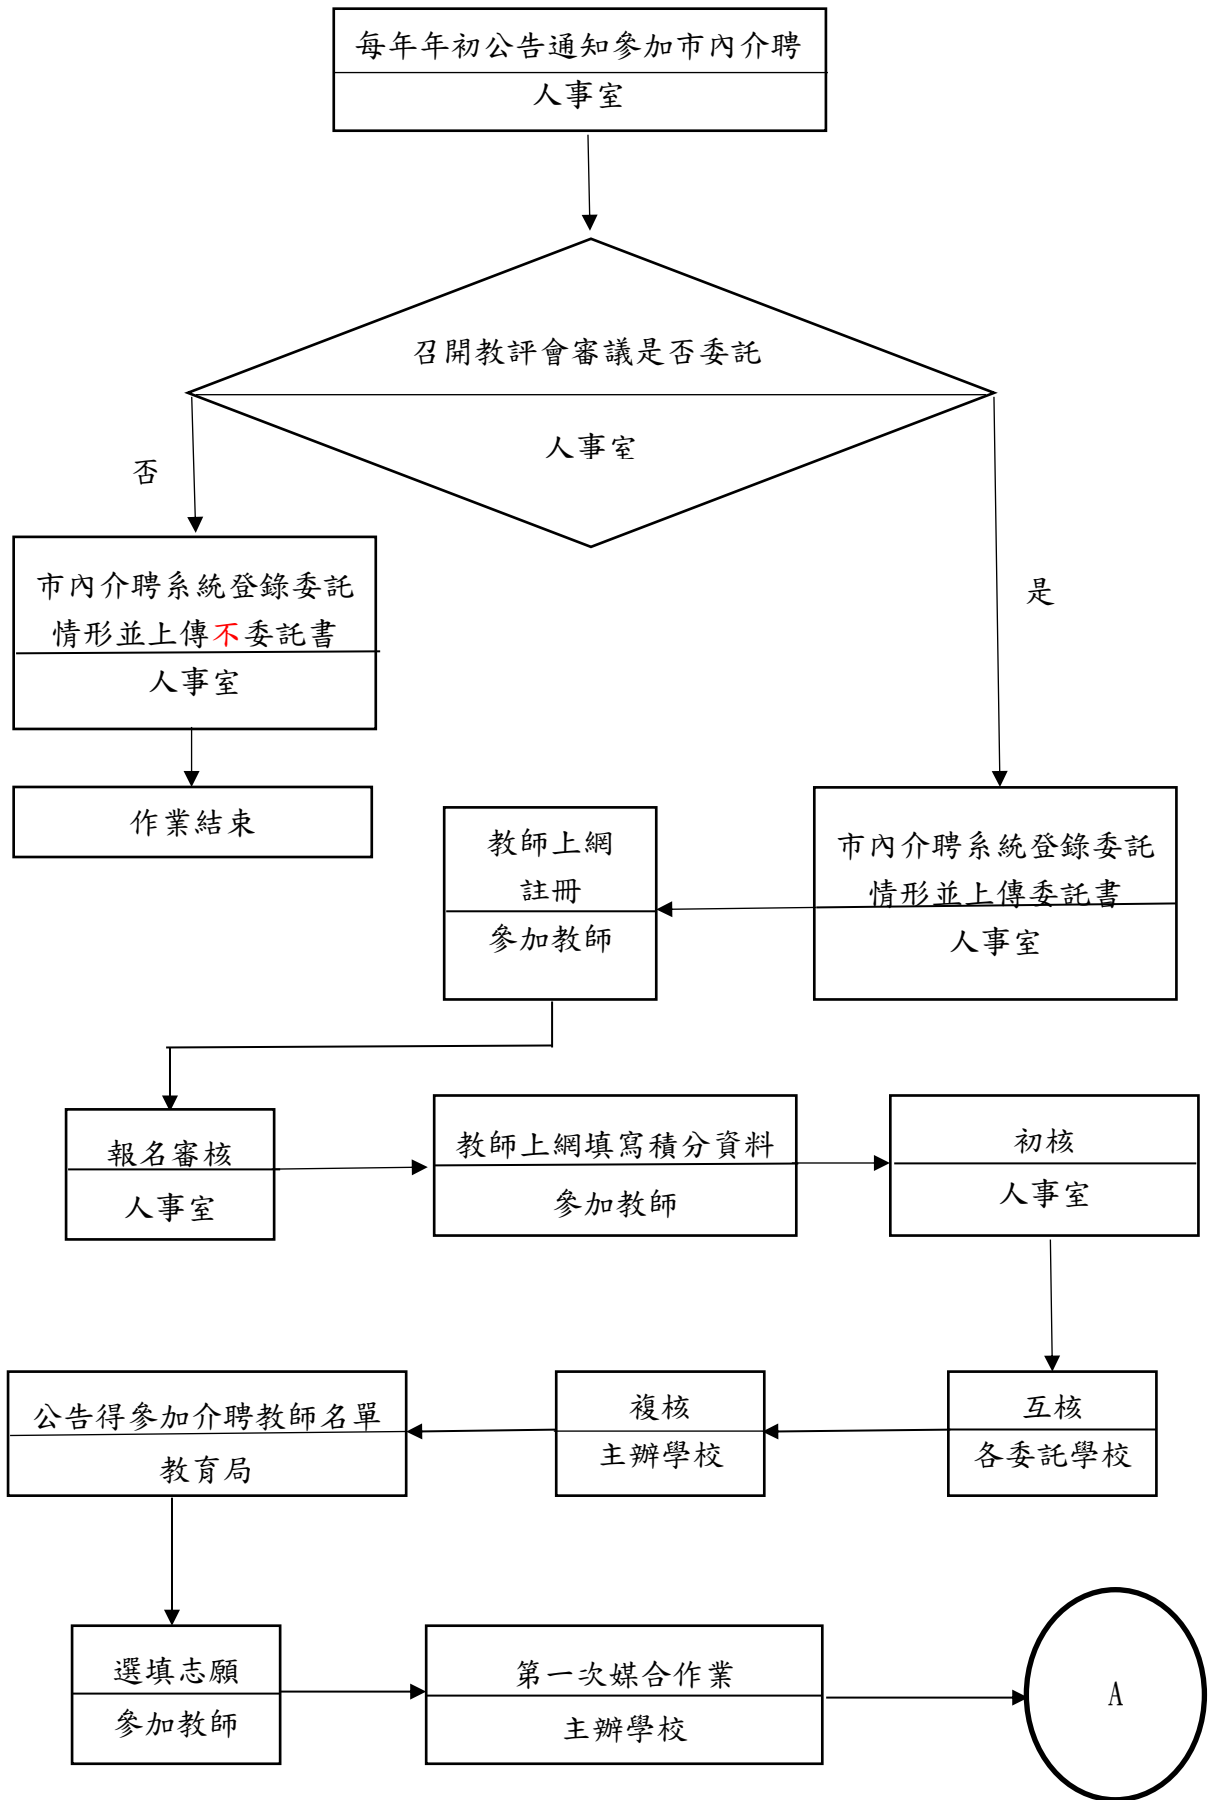 每年年初公告通知參加市內介聘
人事室
召開教評會審議是否委託
人事室
否
是
市內介聘系統登錄委託
情形並上傳不委託書
人事室
作業結束
市內介聘系統登錄委託
情形並上傳委託書
人事室
教師上網
註冊
參加教師
報名審核
人事室
教師上網填寫積分資料
參加教師
初核
人事室
互核
各委託學校
複核
主辦學校
公告得參加介聘教師名單
教育局
選填志願
參加教師
第一次媒合作業
主辦學校
A